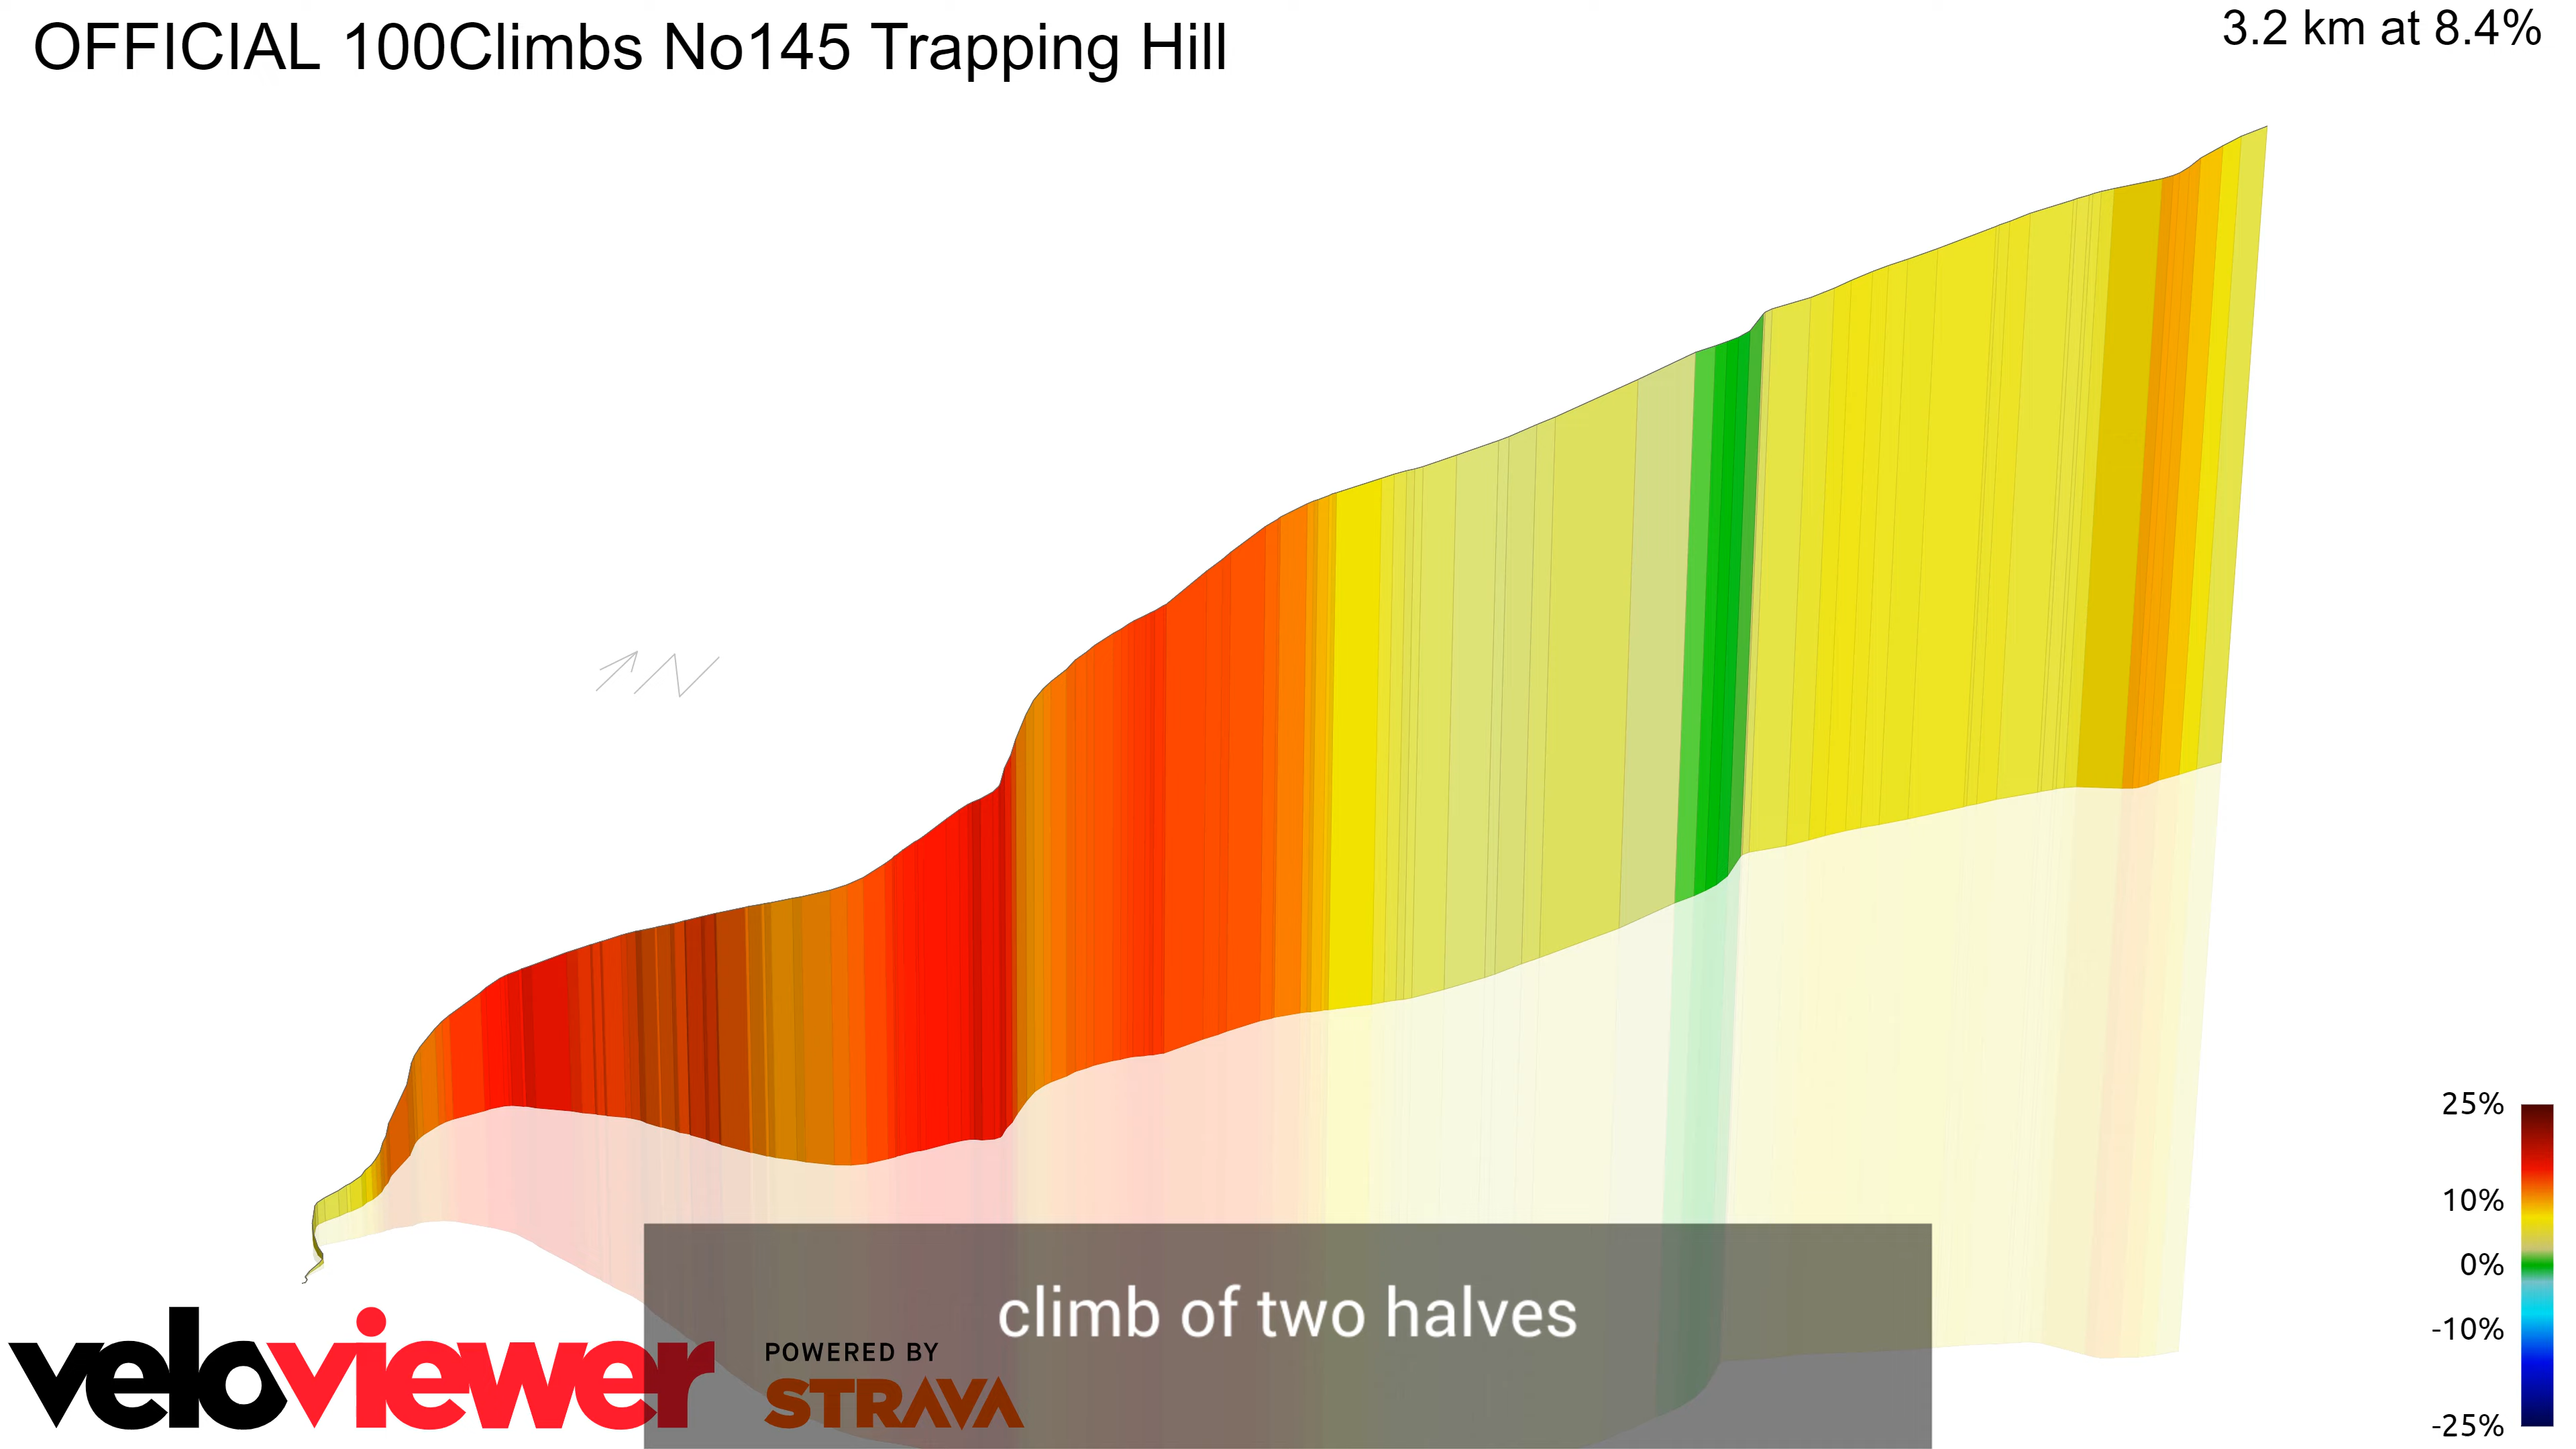 OFFICIAL 100Climbs No145 Trapping Hill
3.2 km at 8.4%
N
25%
10%
0%
-10%
-25%
climb of two halves
veloviewer
POWERED BY
STRAVA